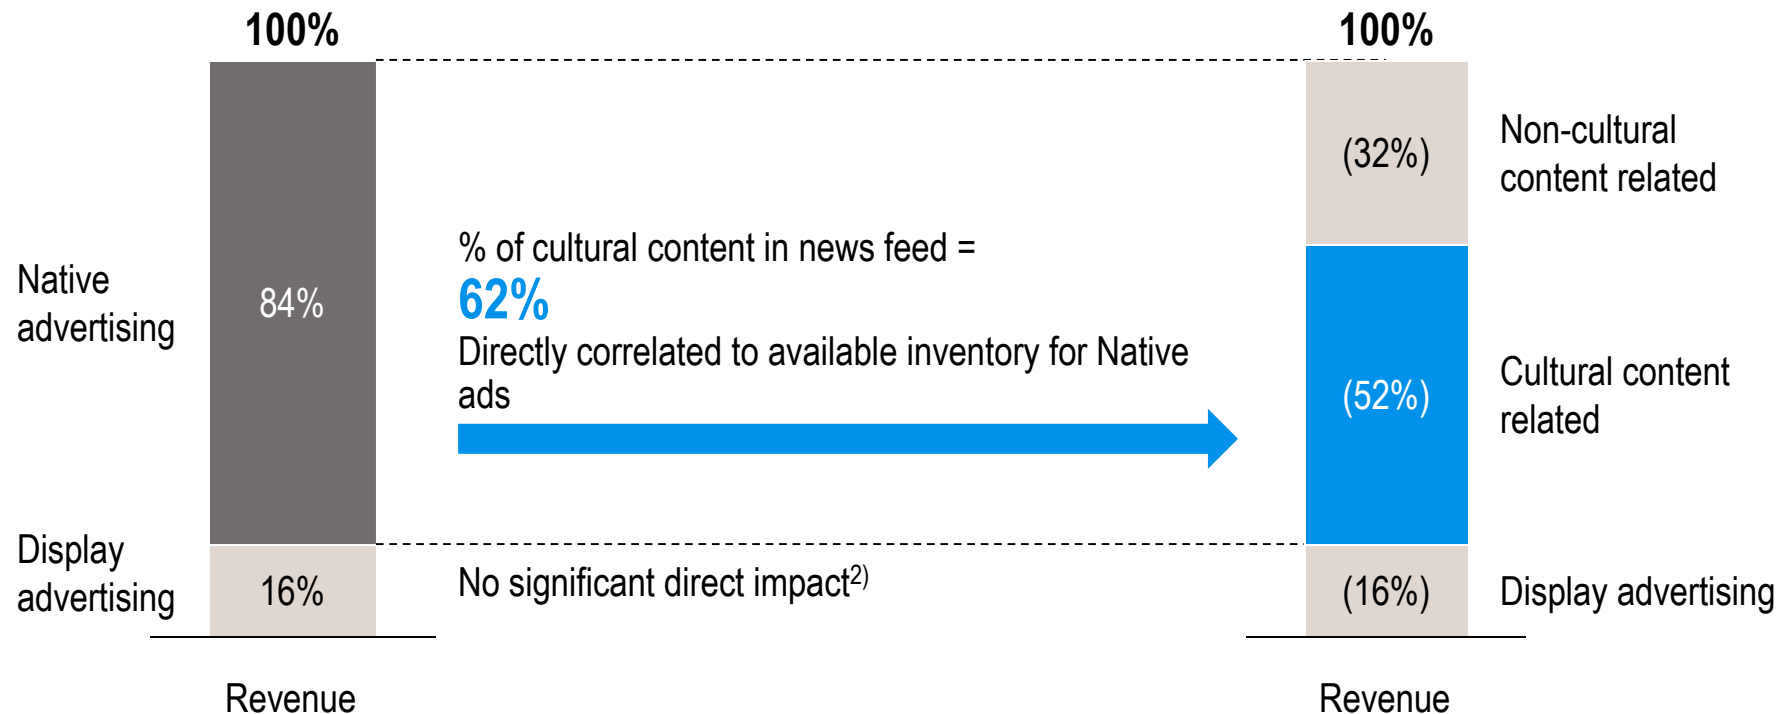 100%
100%
Native
advertising
84%
Display
advertising
16%
Revenue
% of cultural content in news feed =
62%
Directly correlated to available inventory for Native
ads
No significant direct impact2)
(32%)
Non-cultural
content related
(52%)
Cultural content
related
(16%)
Display advertising
Revenue